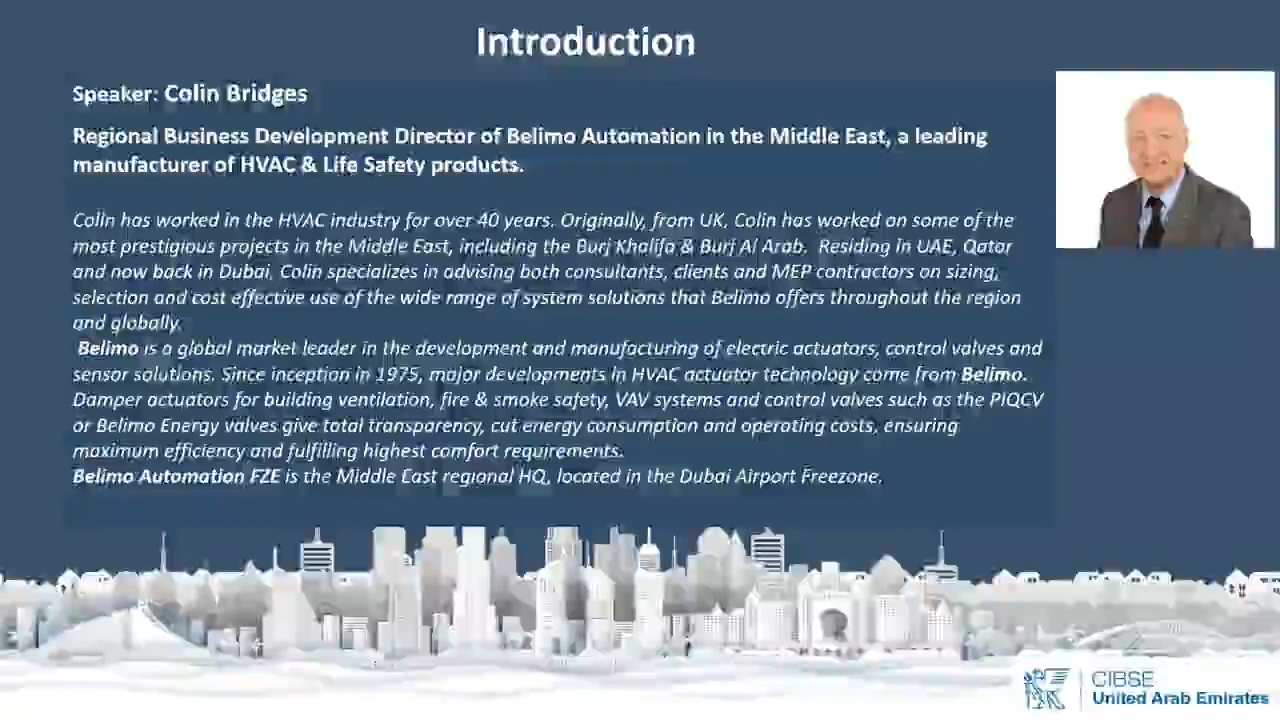 Introduction
Speaker: Colin Bridges
Regional Business Development Director of Belimo Automation in the Middle East, a leading
manufacturer of HVAC & Life Safety products.
Colin has worked in the HVAC industry for over 40 years. Originally, from UK, Colin has worked on some of the
most prestigious projects in the Middle East, including the Burj Khalifa & Burj Al Arab. Residing in UAE, Qatar
and now back in Dubai, Colin specializes in advising both consultants, clients and MEP contractors on sizing,
selection and cost effective use of the wide range of system solutions that Belimo offers throughout the region
and globally.
Belimo is a global market leader in the development and manufacturing of electric actuators, control valves and
sensor solutions. Since inception in 1975, major developments in HVAC actuator technology come from Belimo.
Damper actuators for building ventilation, fire & smoke safety, VAV systems and control valves such as the PIQCV
or Belimo Energy valves give total transparency, cut energy consumption and operating costs, ensuring
maximum efficiency and fulfilling highest comfort requirements.
Belimo Automation FZE is the Middle East regional HQ, located in the Dubai Airport Freezone.
CIBSE
United Arab Emirates